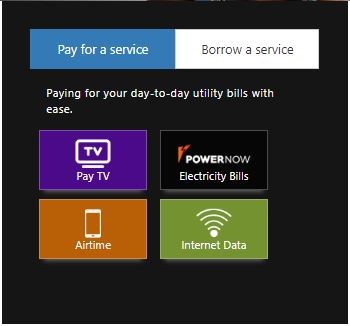 Pay for a service
Borrow a service
Paying for your day-to-day utility bills with
ease.
TV
Pay TV
POWERNOW
Electricity Bills
Airtime
Internet Data